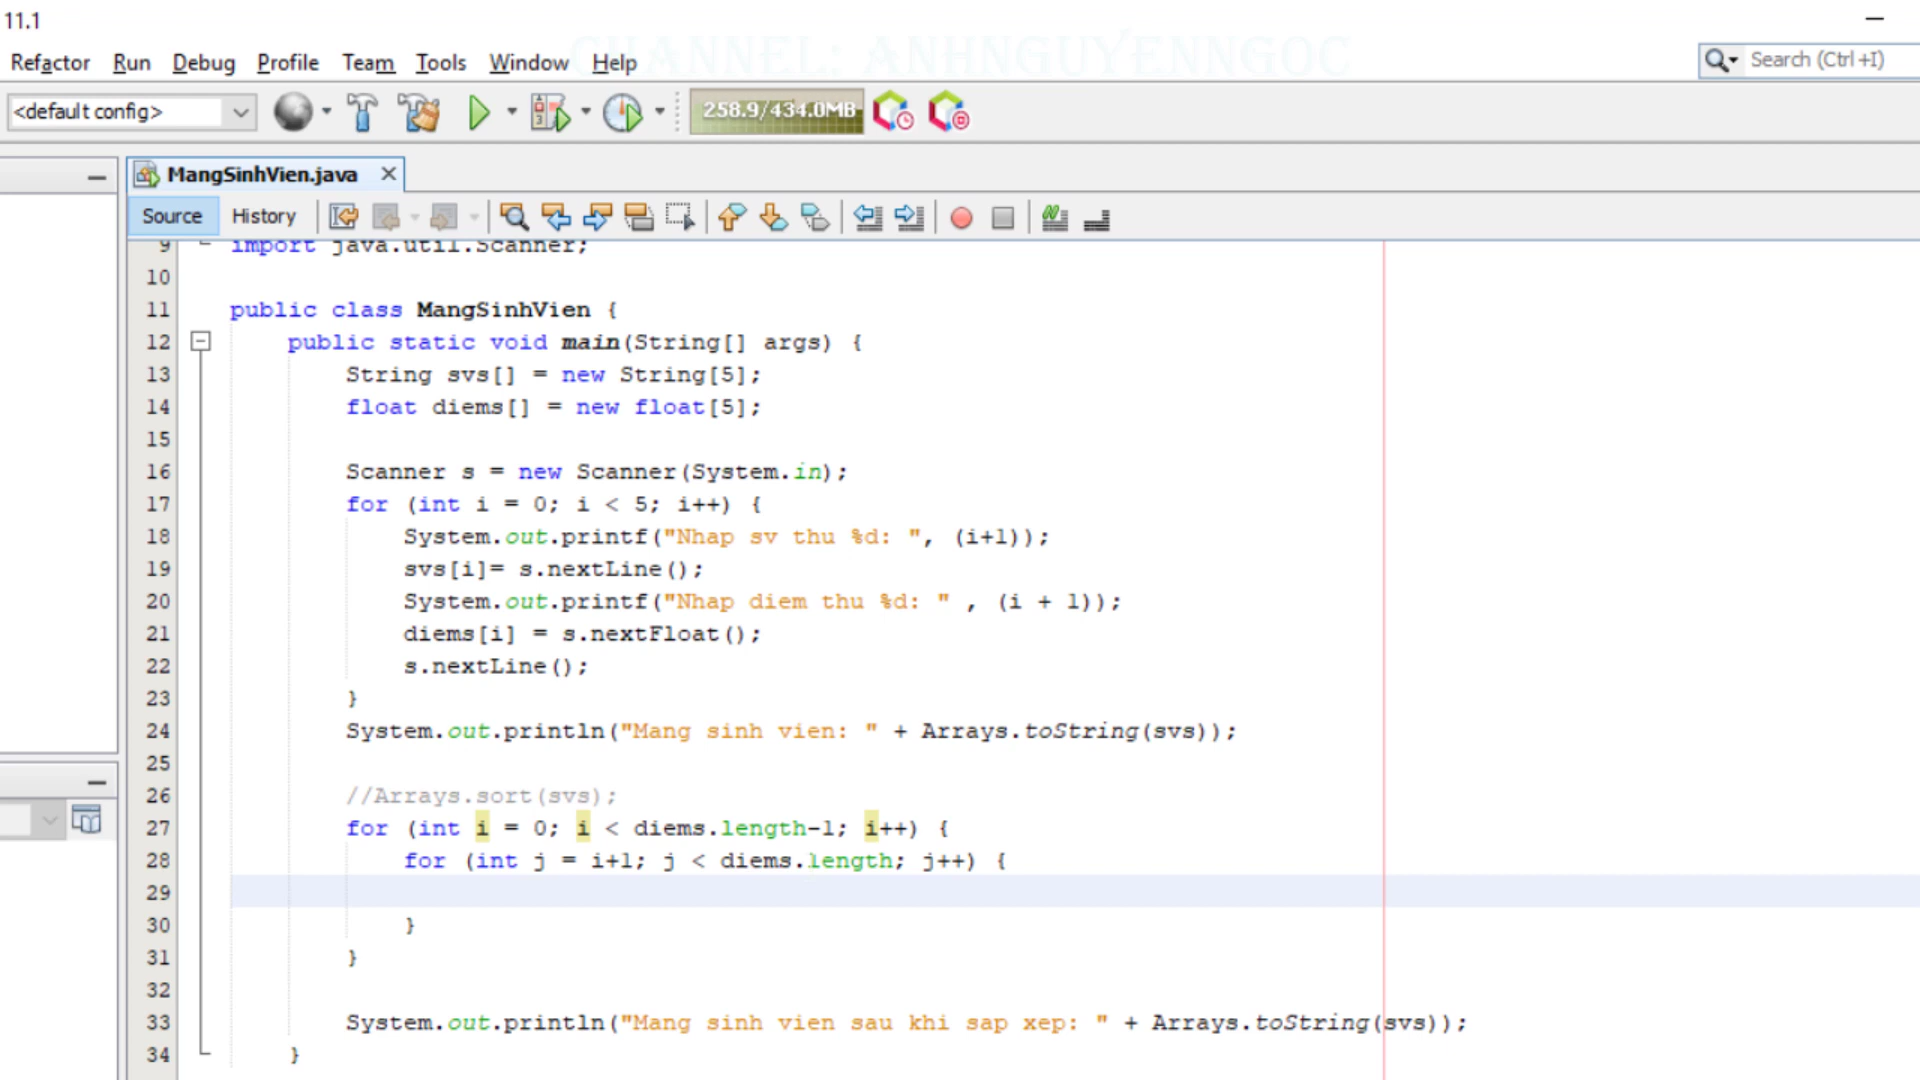 11.1
CHANNEL: ANHNGUYENNGOC
Refactor Run Debug Profile Team Tools Window Help
Search (Ctrl+I)
<default config>
258.9/434.0MB
MangSinhVien.java
Source History
9 import java.util.Scanner;
10
11 public class MangSinhVien {
12 public static void main(String[] args) {
13 String svs[] = new String[5];
14 float diems[] = new float[5];
15
16 Scanner s = new Scanner(System.in);
17 for (int i = 0; i < 5; i++) {
18 System.out.printf("Nhap sv thu %d: ", (i+1));
19 svs[i]= s.nextLine();
20 System.out.printf("Nhap diem thu %d: " , (i + 1));
21 diems[i] = s.nextFloat();
22 s.nextLine();
23 }
24 System.out.println("Mang sinh vien: " + Arrays.toString(svs));
25
26 //Arrays.sort(svs);
27 for (int i = 0; i < diems.length-1; i++) {
28 for (int j = i+1; j < diems.length; j++) {
29
30 }
31 }
32
33 System.out.println("Mang sinh vien sau khi sap xep: " + Arrays.toString(svs));
34 }